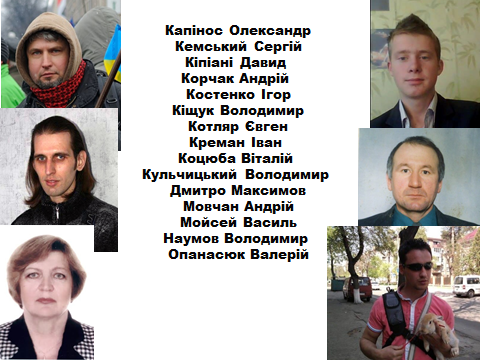 Капінос Олександр
Кемський Сергій
Кіпіані Давид
Корчак Андрій
Костенко Ігор
Кіщук Володимир
Котляр Євген
Креман Іван
Коцюба Віталій
Кульчицький Володимир
Дмитро Максимов
Мовчан Андрій
Мойсей Василь
Наумов Володимир
Опанасюк Валерій